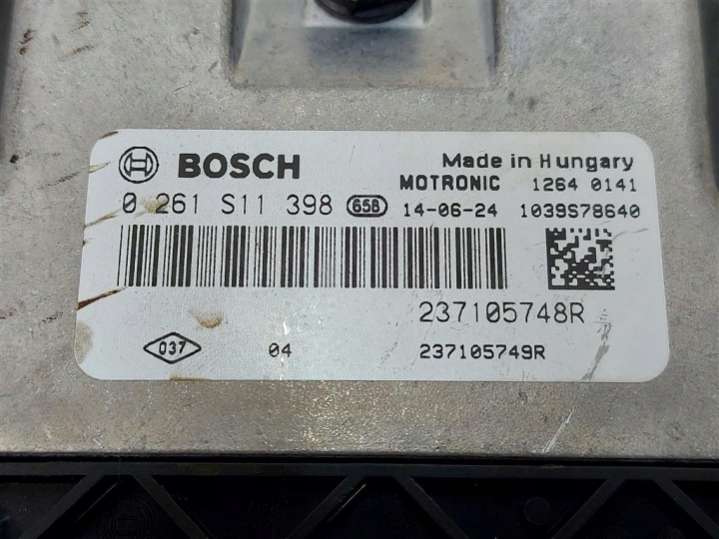 BOSCH Made in Hungary
MOTRONIC 1264 0141
0 261 S11 398 65B 14-06-24 1039S78640
237105748R
037 04 237105749R